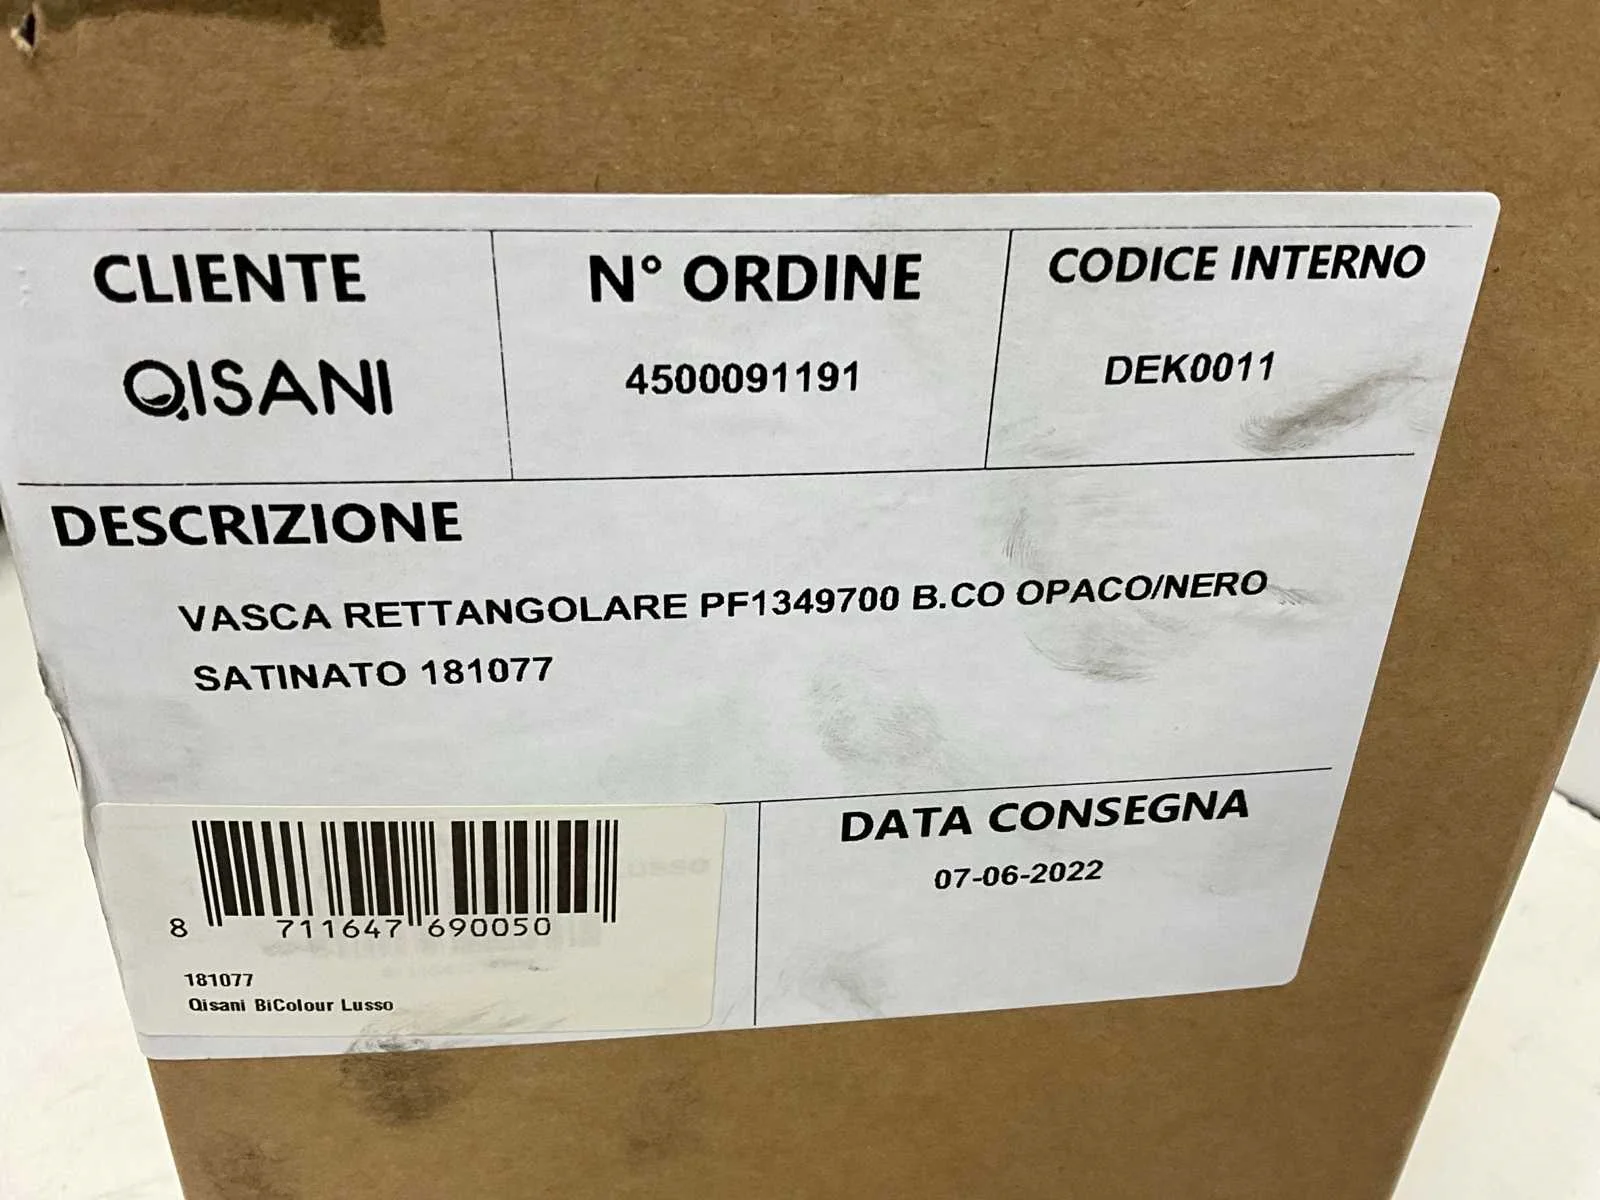 CLIENTE
QISANI
N° ORDINE
4500091191
CODICE INTERNO
DEK0011
DESCRIZIONE
VASCA RETTANGOLARE PF1349700 B.CO OPACO/NERO
SATINATO 181077
8 711647 690050
181077
Qisani BiColour Lusso
DATA CONSEGNA
07-06-2022